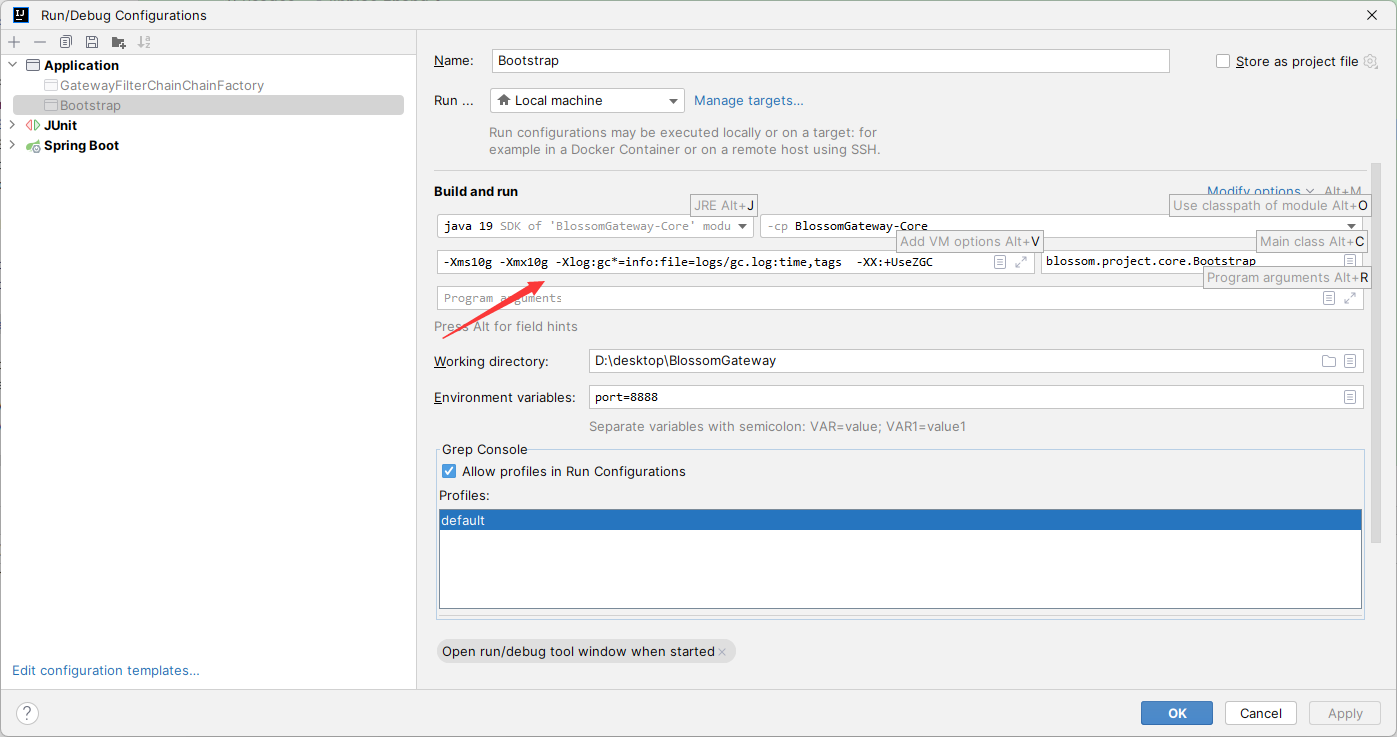 Run/Debug Configurations
Application
GatewayFilterChainChainFactory
Bootstrap
JUnit
Spring Boot
Edit configuration templates...
Name: Bootstrap
Store as project file
Run ... Local machine Manage targets...
Run configurations may be executed locally or on a target: for
example in a Docker Container or on a remote host using SSH.
Build and run
Modify options Alt+M
JRE Alt+J
Use classpath of module Alt+O
java 19 SDK of 'BlossomGateway-Core' modu
-cp BlossomGateway-Core
Add VM options Alt+V
Main class Alt+C
-Xms10g -Xmx10g -Xlog:gc*=info:file=logs/gc.log:time,tags -XX:+UseZGC
blossom.project.core.Bootstrap
Program arguments Alt+R
Program arguments
Press Alt for field hints
Working directory: D:\desktop\BlossomGateway
Environment variables: port=8888
Separate variables with semicolon: VAR=value; VAR1=value1
Grep Console
Allow profiles in Run Configurations
Profiles:
default
Open run/debug tool window when started
?
OK
Cancel
Apply